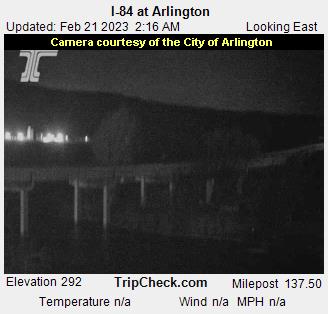 I-84 at Arlington
Updated: Feb 21 2023 2:16 AM Looking East
Camera courtesy of the City of Arlington
Elevation 292 TripCheck.com Milepost 137.50
Temperature n/a Wind n/a MPH n/a